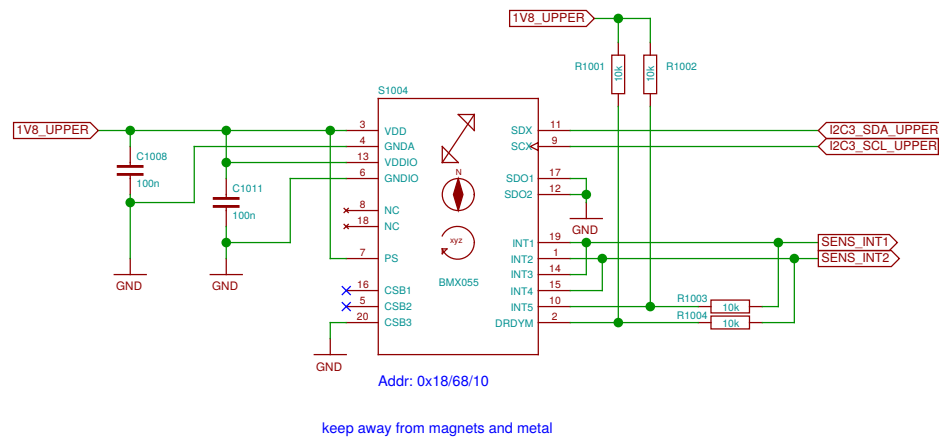 1V8_UPPER
R1001
10k
10k
R1002
S1004
1V8_UPPER
3
VDD
4
GNDA
13
VDDIO
6
GNDIO
8
NC
18
NC
7
PS
16
CSB1
5
CSB2
20
CSB3
C1008
100n
C1011
100n
GND
GND
GND
N
xyz
BMX055
SDX
11
I2C3_SDA_UPPER
SCX
9
I2C3_SCL_UPPER
SDO1
17
SDO2
12
GND
INT1
19
SENS_INT1
INT2
1
SENS_INT2
INT3
14
INT4
15
INT5
10
R1003
10k
DRDYM
2
R1004
10k
Addr: 0x18/68/10
keep away from magnets and metal